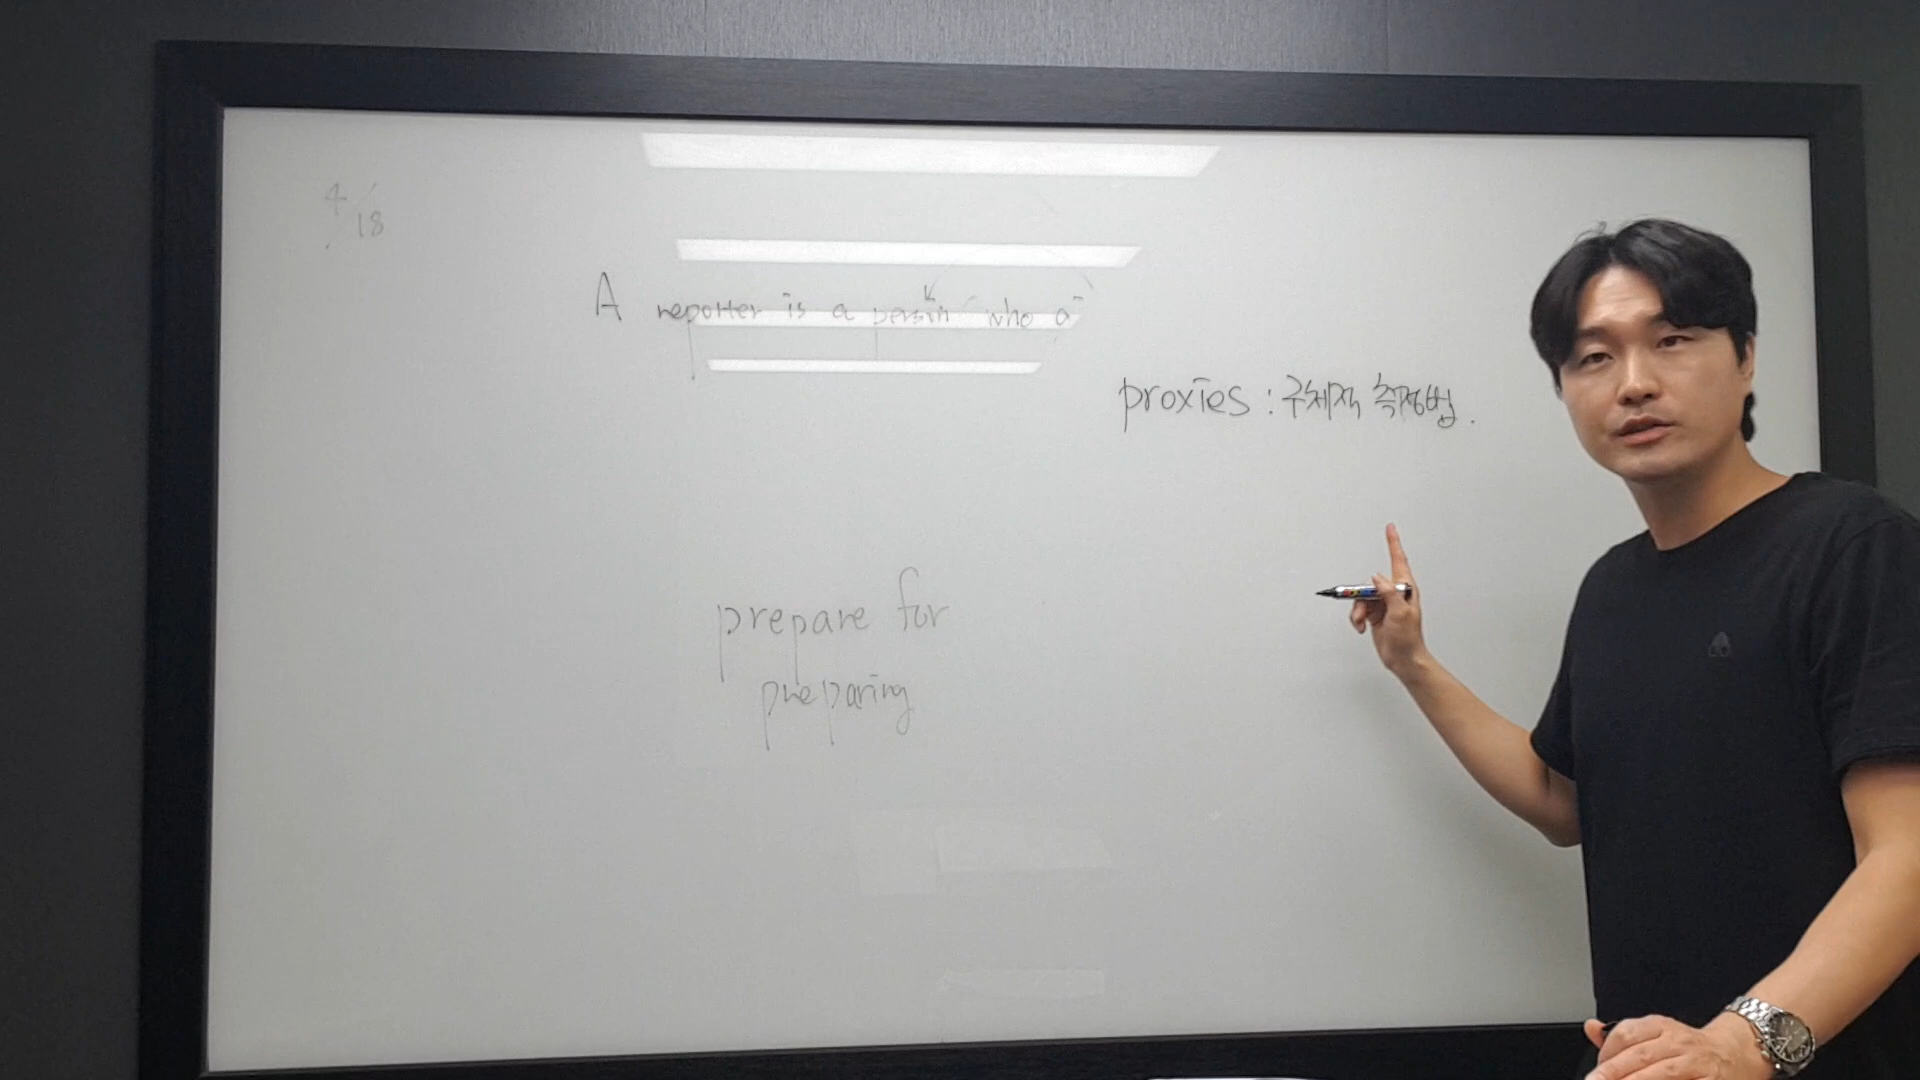 4/18
A reporter is a person who a
proxies : 구체적 측정법.
prepare for
preparing